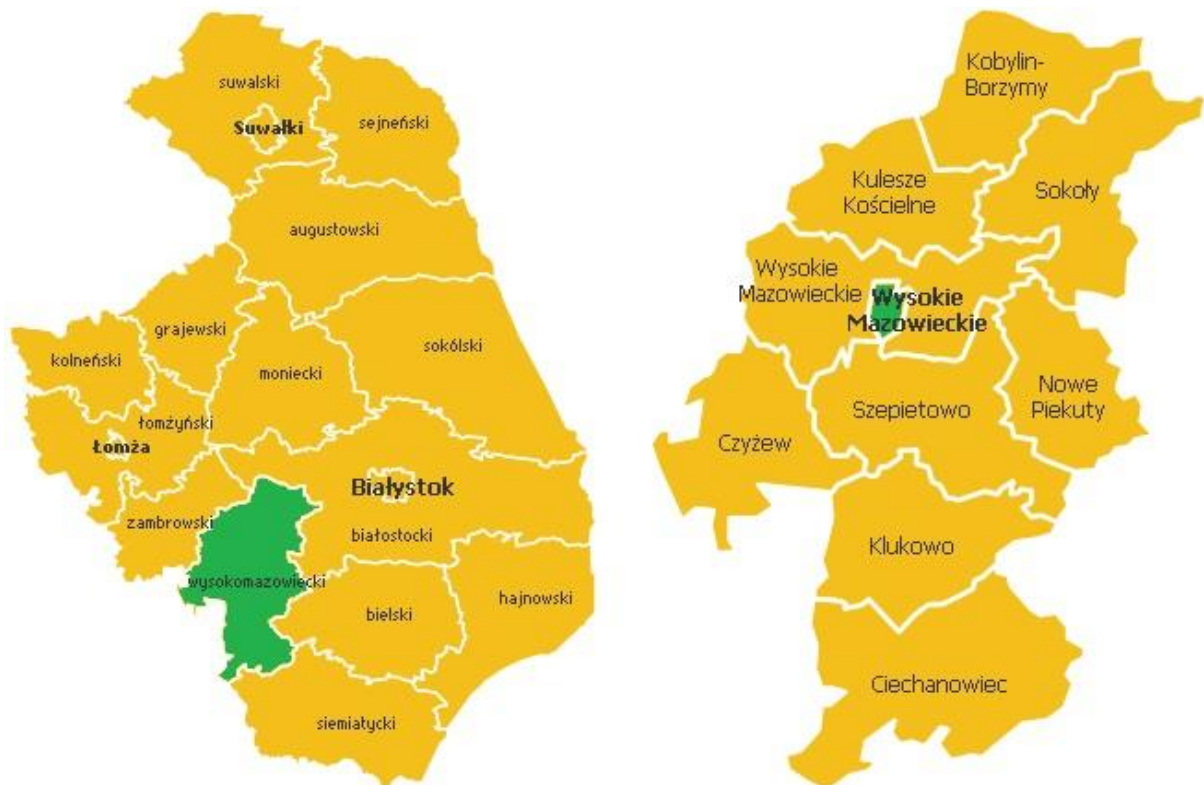 suwalski
Suwałki
sejneński
augustowski
grajewski
kolneński
moniecki
sokólski
łomżyński
Łomża
zambrowski
Białystok
białostocki
wysokomazowiecki
bielski
hajnowski
siemiatycki
Kobylin-
Borzymy
Kulesze
Kościelne
Sokoły
Wysokie
Mazowieckie
Wysokie
Mazowieckie
Szepietowo
Nowe
Piekuty
Czyżew
Klukowo
Ciechanowiec